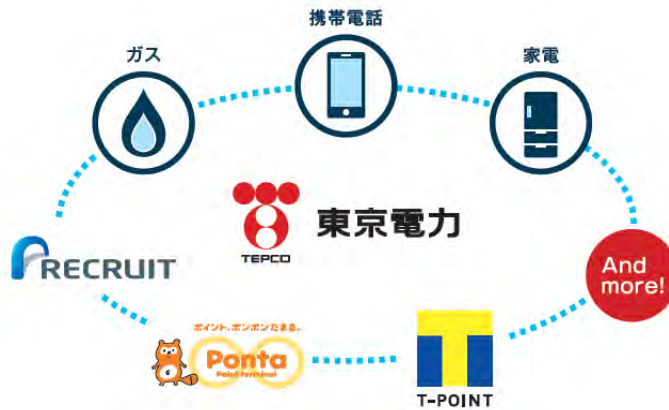 携帯電話
ガス
家電
東京電力
TEPCO
RECRUIT
And
more!
ポイント、ポンポンたまる。
Ponta
Point Terminal
T-POINT